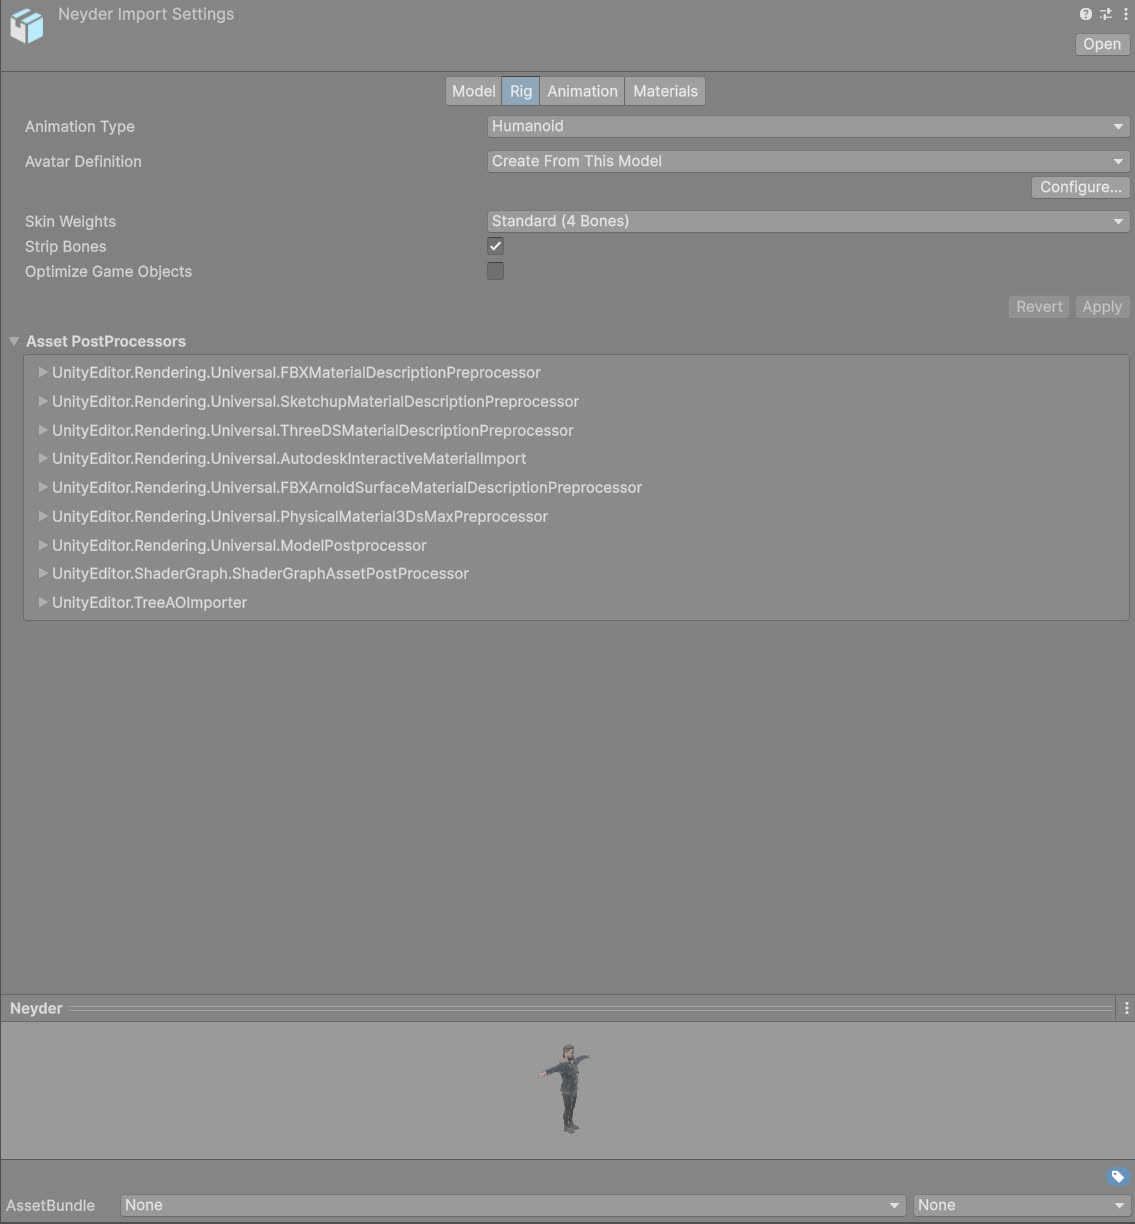 Neyder Import Settings
Open
Model Rig Animation Materials
Animation Type Humanoid
Avatar Definition Create From This Model
Configure...
Skin Weights Standard (4 Bones)
Strip Bones
Optimize Game Objects
Revert Apply
Asset PostProcessors
UnityEditor.Rendering.Universal.FBXMaterialDescriptionPreprocessor
UnityEditor.Rendering.Universal.SketchupMaterialDescriptionPreprocessor
UnityEditor.Rendering.Universal.ThreeDSMaterialDescriptionPreprocessor
UnityEditor.Rendering.Universal.AutodeskInteractiveMaterialImport
UnityEditor.Rendering.Universal.FBXArnoldSurfaceMaterialDescriptionPreprocessor
UnityEditor.Rendering.Universal.PhysicalMaterial3DsMaxPreprocessor
UnityEditor.Rendering.Universal.ModelPostprocessor
UnityEditor.ShaderGraph.ShaderGraphAssetPostProcessor
UnityEditor.TreeAOImporter
Neyder
AssetBundle None None